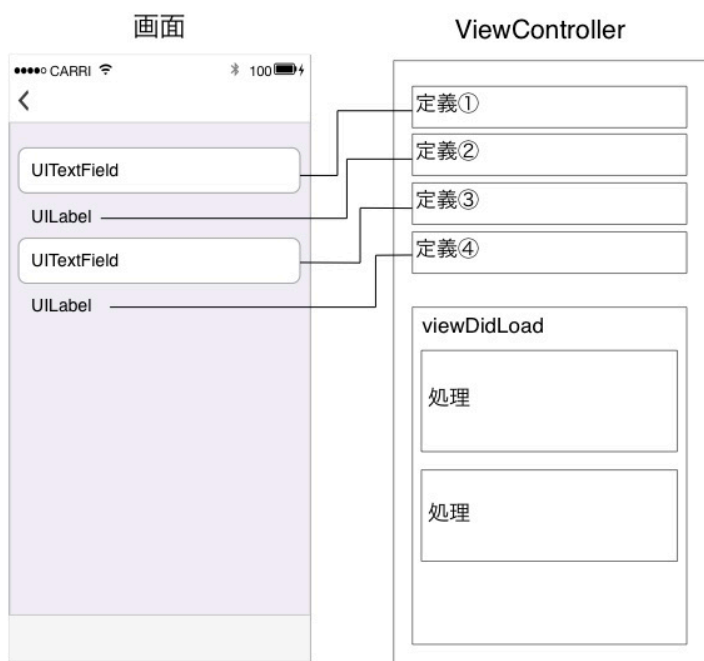 画面
ViewController
●●●●○ CARRI
100
UITextField
UILabel
UITextField
UILabel
定義①
定義②
定義③
定義④
viewDidLoad
処理
処理